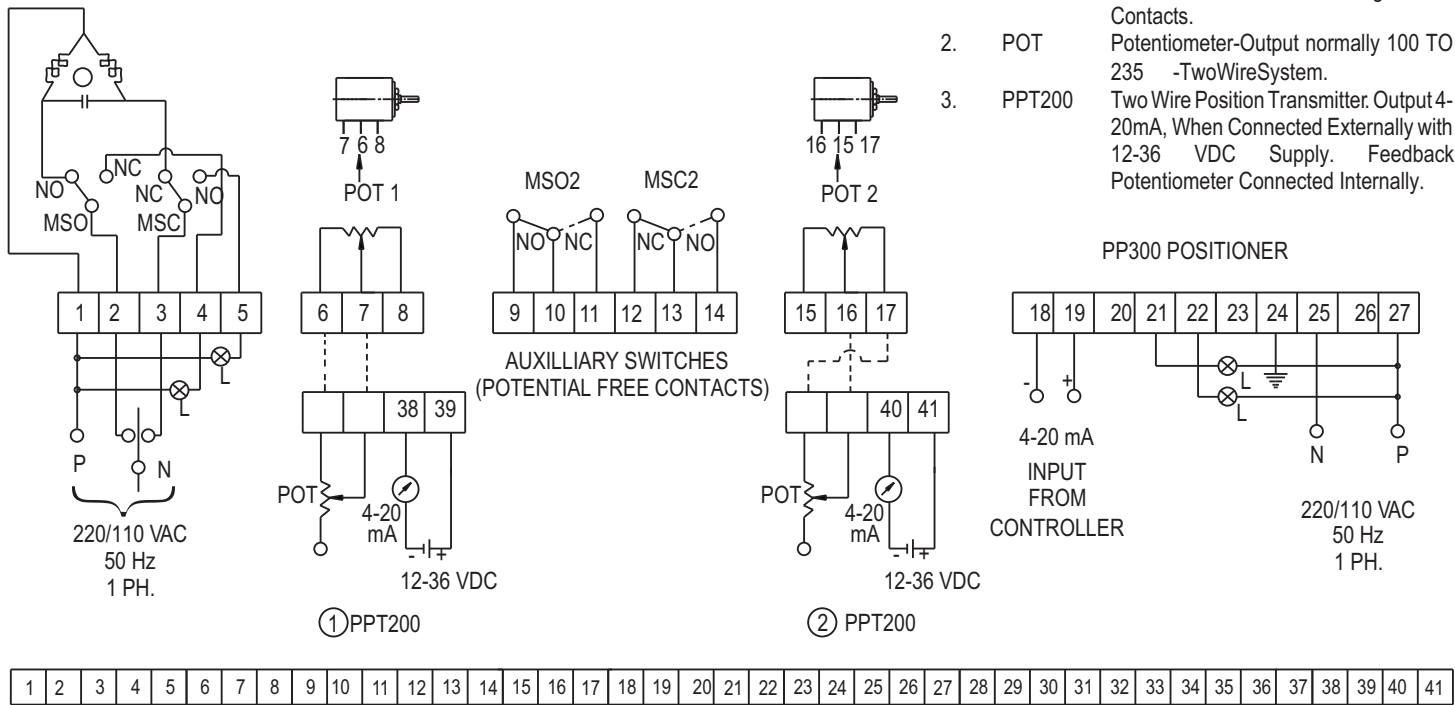 Contacts.
2. POT Potentiometer-Output normally 100 TO
235 -TwoWireSystem.
3. PPT200 Two Wire Position Transmitter. Output 4-
20mA, When Connected Externally with
12-36 VDC Supply. Feedback
Potentiometer Connected Internally.
7 6 8
POT 1
16 15 17
POT 2
NO NC NC NO
MSO MSC
MSO2 MSC2
NO NC NC NO
PP300 POSITIONER
1 2 3 4 5
6 7 8
9 10 11 12 13 14
15 16 17
18 19 20 21 22 23 24 25 26 27
AUXILLIARY SWITCHES
(POTENTIAL FREE CONTACTS)
L
L
P N
220/110 VAC
50 Hz
1 PH.
38 39
POT
4-20
mA
- +
12-36 VDC
1 PPT200
40 41
POT
4-20
mA
- +
12-36 VDC
2 PPT200
- +
4-20 mA
INPUT
FROM
CONTROLLER
L
L
N P
220/110 VAC
50 Hz
1 PH.
1 2 3 4 5 6 7 8 9 10 11 12 13 14 15 16 17 18 19 20 21 22 23 24 25 26 27 28 29 30 31 32 33 34 35 36 37 38 39 40 41